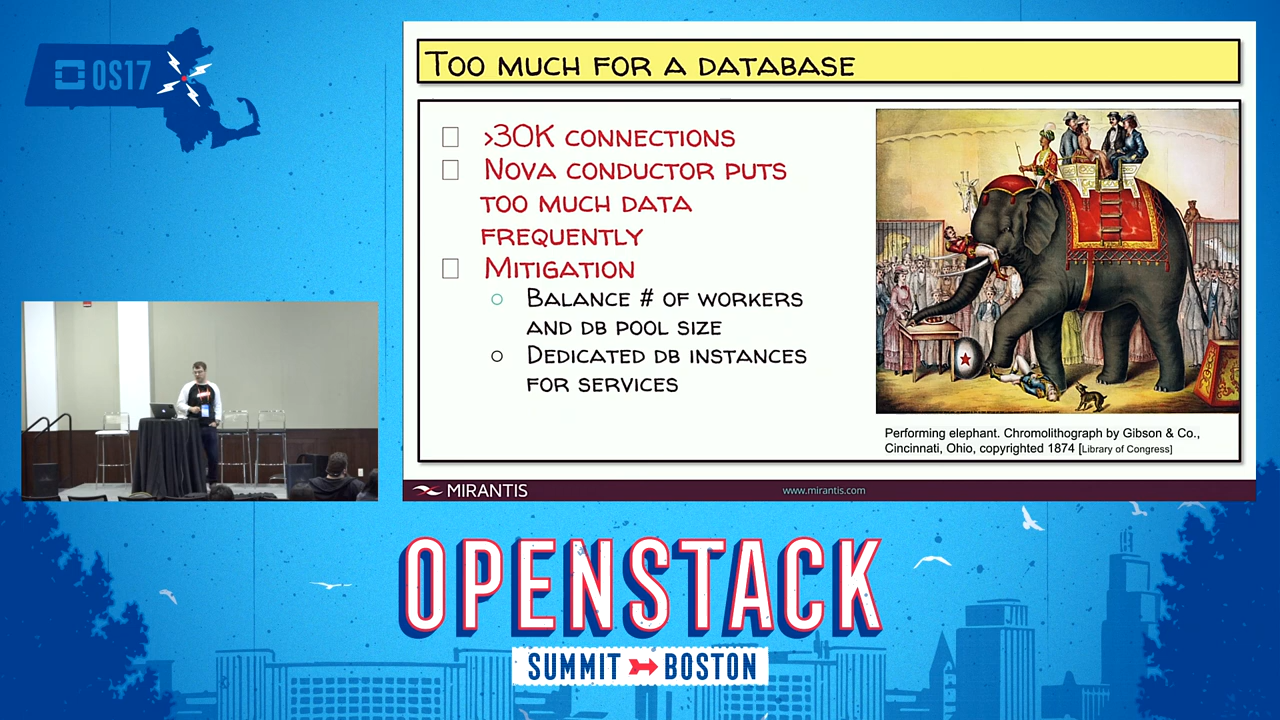 OS17
TOO MUCH FOR A DATABASE
>30K CONNECTIONS
NOVA CONDUCTOR PUTS
TOO MUCH DATA
FREQUENTLY
MITIGATION
BALANCE # OF WORKERS
AND DB POOL SIZE
DEDICATED DB INSTANCES
FOR SERVICES
Performing elephant. Chromolithograph by Gibson & Co.,
Cincinnati, Ohio, copyrighted 1874 [Library of Congress]
MIRANTIS
www.mirantis.com
OPENSTACK
SUMMIT BOSTON